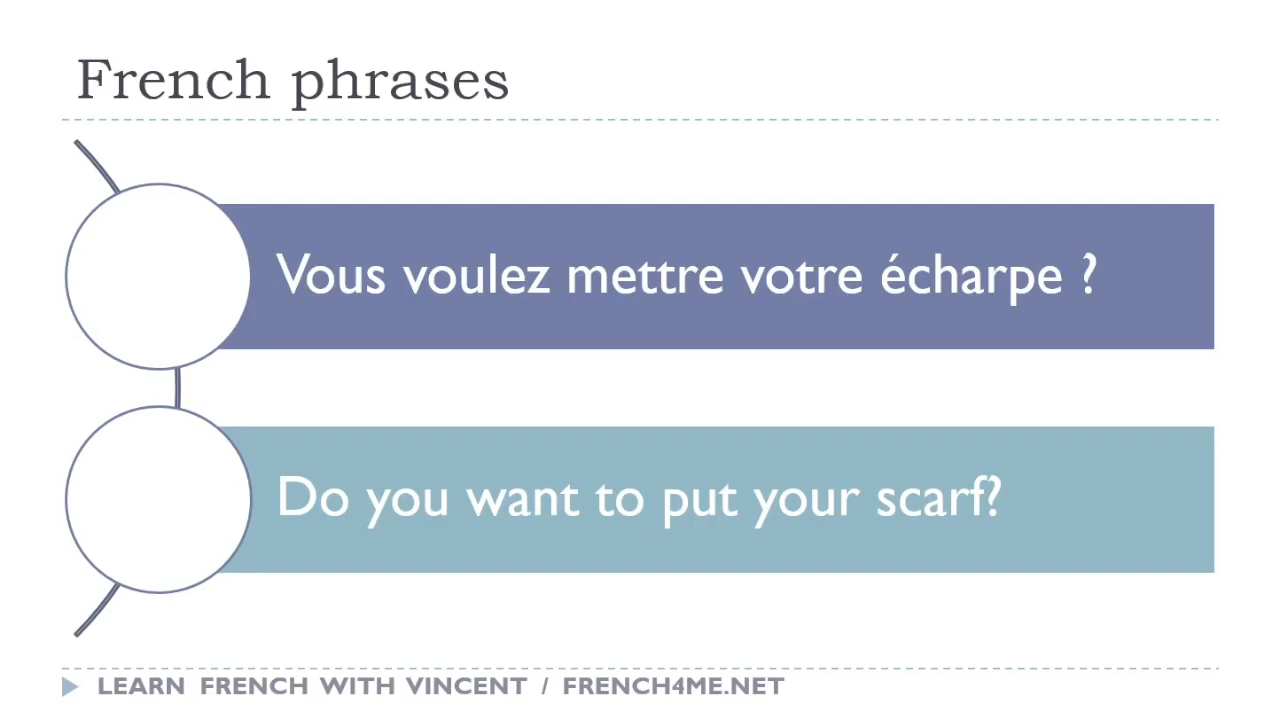 French phrases
Vous voulez mettre votre écharpe ?
Do you want to put your scarf?
LEARN FRENCH WITH VINCENT / FRENCH4ME.NET